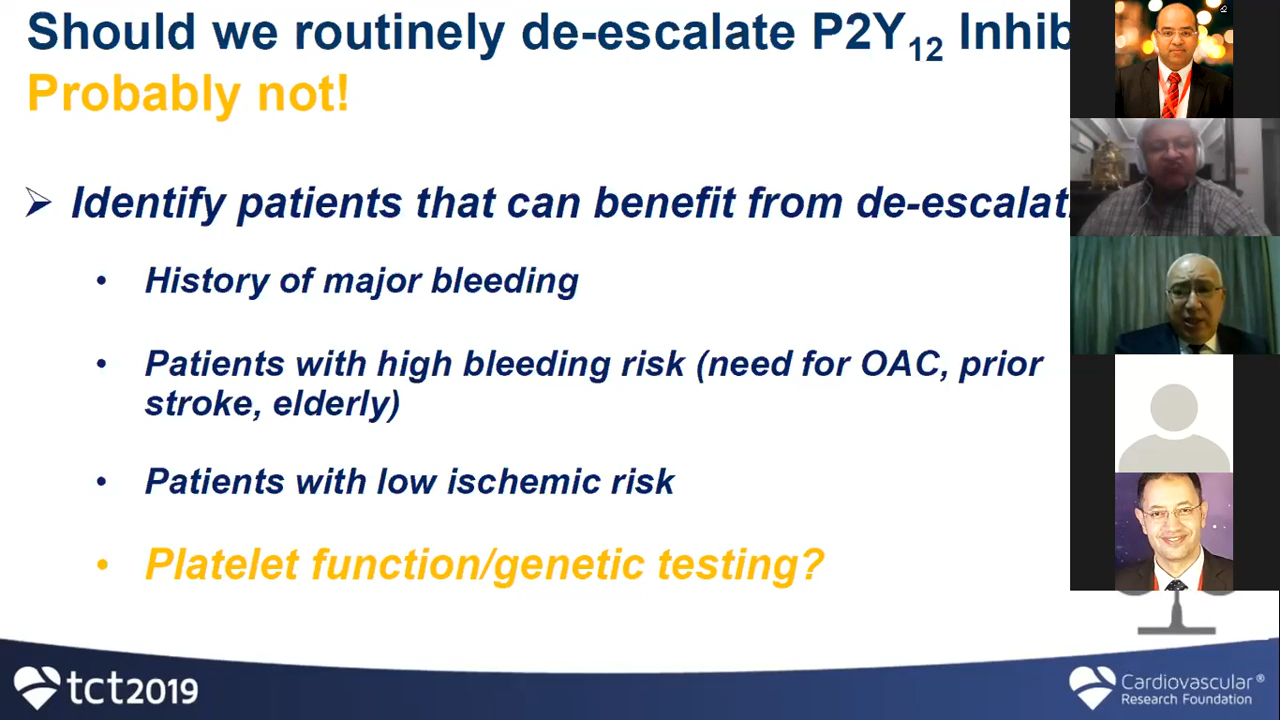 Should we routinely de-escalate P2Y12 Inhib
Probably not!
➢ Identify patients that can benefit from de-escalati
• History of major bleeding
• Patients with high bleeding risk (need for OAC, prior
stroke, elderly)
• Patients with low ischemic risk
• Platelet function/genetic testing?
tct2019
Cardiovascular®
Research Foundation